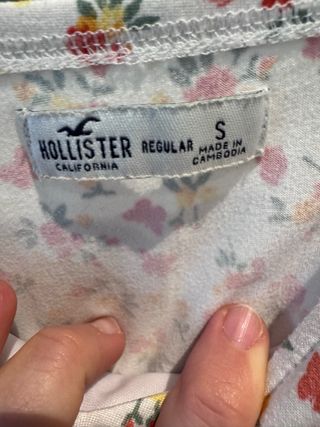 HOLLISTER
CALIFORNIA
REGULAR
S
MADE IN
CAMBODIA